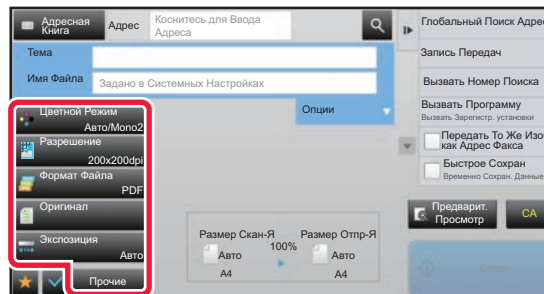 Адресная
Книга
Адрес
Коснитесь для Ввода
Адреса
Тема
Имя Файла
Задано в Системных Настройках
Опции
Цветной Режим
Авто/Mono2
Разрешение
200x200dpi
Формат Файла
PDF
Оригинал
Экспозиция
Авто
Прочие
Размер Скан-Я
Авто
A4
100%
Размер Отпр-Я
Авто
A4
Глобальный Поиск Адрес
Запись Передач
Вызвать Номер Поиска
Вызвать Программу
Вызвать Зарегистр. установки
Передать То Же Изо
как Адрес Факса
Быстрое Сохран
Временно Сохран. Данные
Предварит.
Просмотр
CA
Старт